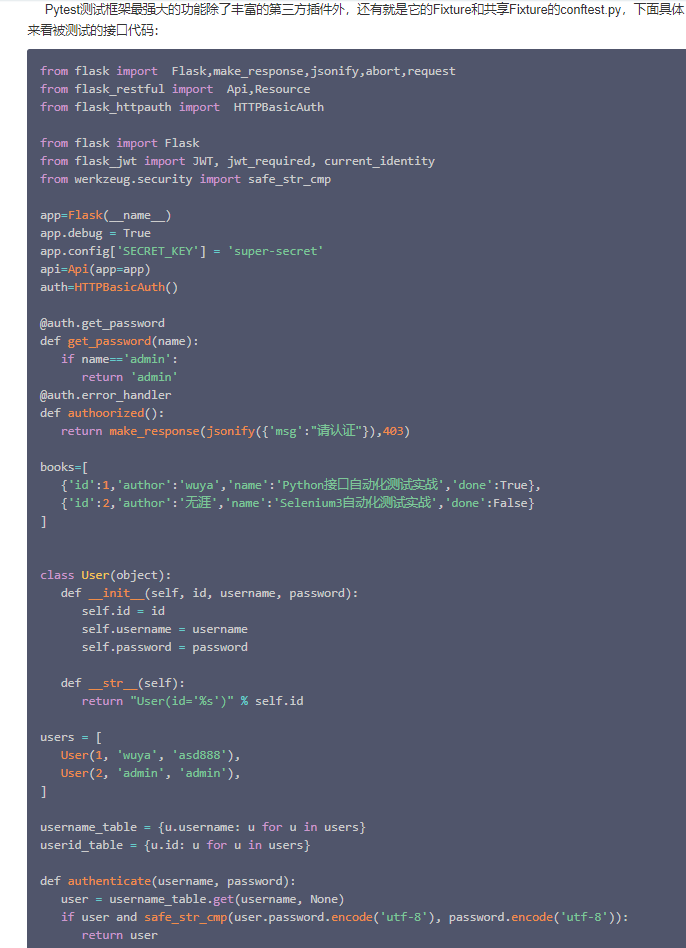 Pytest测试框架最强大的功能除了丰富的第三方插件外，还有就是它的Fixture和共享Fixture的conftest.py，下面具体
来看被测试的接口代码：
from flask import  Flask,make_response,jsonify,abort,request
from flask_restful import  Api,Resource
from flask_httpauth import  HTTPBasicAuth

from flask import Flask
from flask_jwt import JWT, jwt_required, current_identity
from werkzeug.security import safe_str_cmp

app=Flask(__name__)
app.debug = True
app.config['SECRET_KEY'] = 'super-secret'
api=Api(app=app)
auth=HTTPBasicAuth()

@auth.get_password
def get_password(name):
   if name=='admin':
      return 'admin'
@auth.error_handler
def authoorized():
   return make_response(jsonify({'msg':"请认证"}),403)

books=[
   {'id':1,'author':'wuya','name':'Python接口自动化测试实战','done':True},
   {'id':2,'author':'无涯','name':'Selenium3自动化测试实战','done':False}
]


class User(object):
   def __init__(self, id, username, password):
      self.id = id
      self.username = username
      self.password = password

   def __str__(self):
      return "User(id='%s')" % self.id

users = [
   User(1, 'wuya', 'asd888'),
   User(2, 'admin', 'admin'),
]

username_table = {u.username: u for u in users}
userid_table = {u.id: u for u in users}

def authenticate(username, password):
   user = username_table.get(username, None)
   if user and safe_str_cmp(user.password.encode('utf-8'), password.encode('utf-8')):
      return user